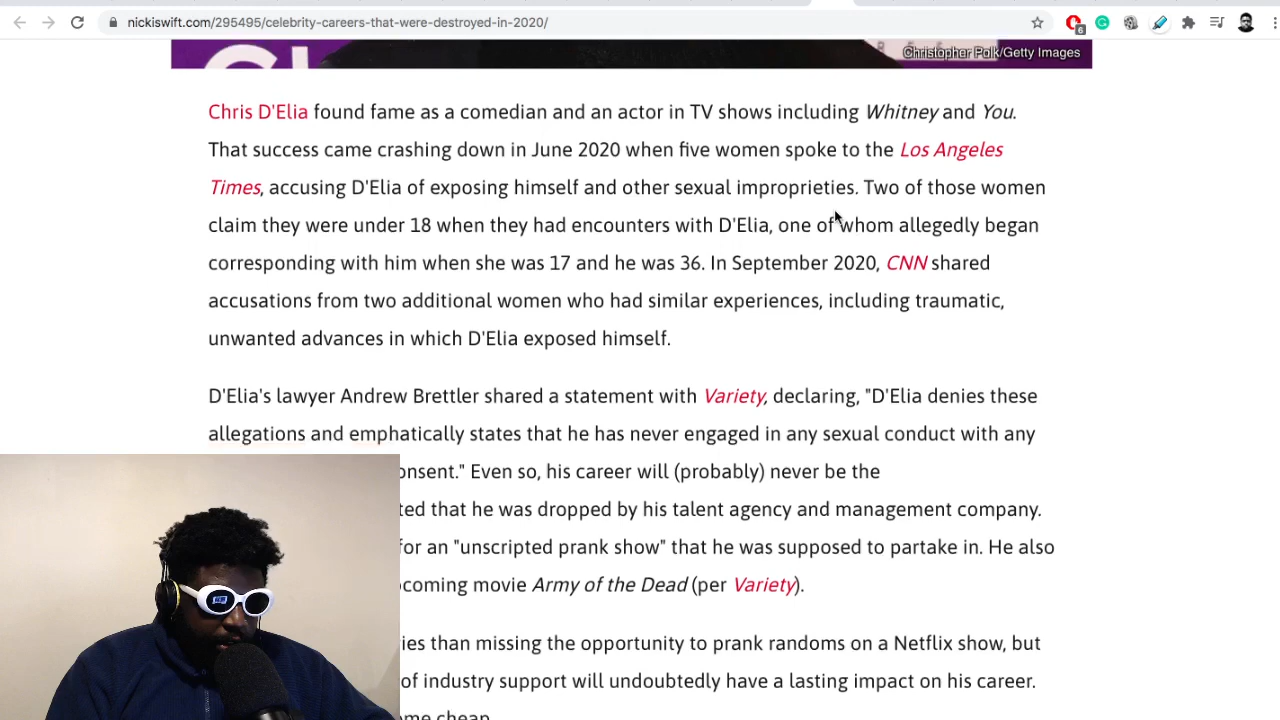 nickiswift.com/295495/celebrity-careers-that-were-destroyed-in-2020/
6
Christopher Polk/Getty Images
Chris D'Elia found fame as a comedian and an actor in TV shows including Whitney and You.
That success came crashing down in June 2020 when five women spoke to the Los Angeles
Times, accusing D'Elia of exposing himself and other sexual improprieties. Two of those women
claim they were under 18 when they had encounters with D'Elia, one of whom allegedly began
corresponding with him when she was 17 and he was 36. In September 2020, CNN shared
accusations from two additional women who had similar experiences, including traumatic,
unwanted advances in which D'Elia exposed himself.
D'Elia's lawyer Andrew Brettler shared a statement with Variety, declaring, "D'Elia denies these
allegations and emphatically states that he has never engaged in any sexual conduct with any
onsent." Even so, his career will (probably) never be the
ted that he was dropped by his talent agency and management company.
for an "unscripted prank show" that he was supposed to partake in. He also
coming movie Army of the Dead (per Variety).
ies than missing the opportunity to prank randoms on a Netflix show, but
of industry support will undoubtedly have a lasting impact on his career.
me cheap